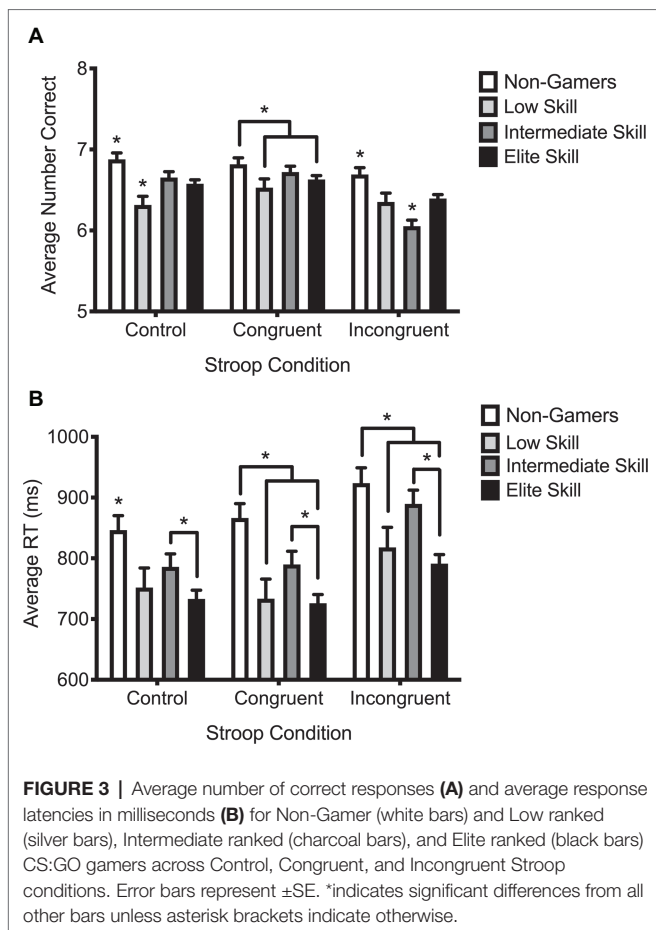 A
8
7
6
5
Average Number Correct
*
*
*
*
*
Control
Congruent
Incongruent
Stroop Condition
Non-Gamers
Low Skill
Intermediate Skill
Elite Skill
B
1000
900
800
700
600
Average RT (ms)
*
*
*
*
*
*
Control
Congruent
Incongruent
Stroop Condition
Non-Gamers
Low Skill
Intermediate Skill
Elite Skill
FIGURE 3 | Average number of correct responses (A) and average response
latencies in milliseconds (B) for Non-Gamer (white bars) and Low ranked
(silver bars), Intermediate ranked (charcoal bars), and Elite ranked (black bars)
CS:GO gamers across Control, Congruent, and Incongruent Stroop
conditions. Error bars represent ±SE. *indicates significant differences from all
other bars unless asterisk brackets indicate otherwise.